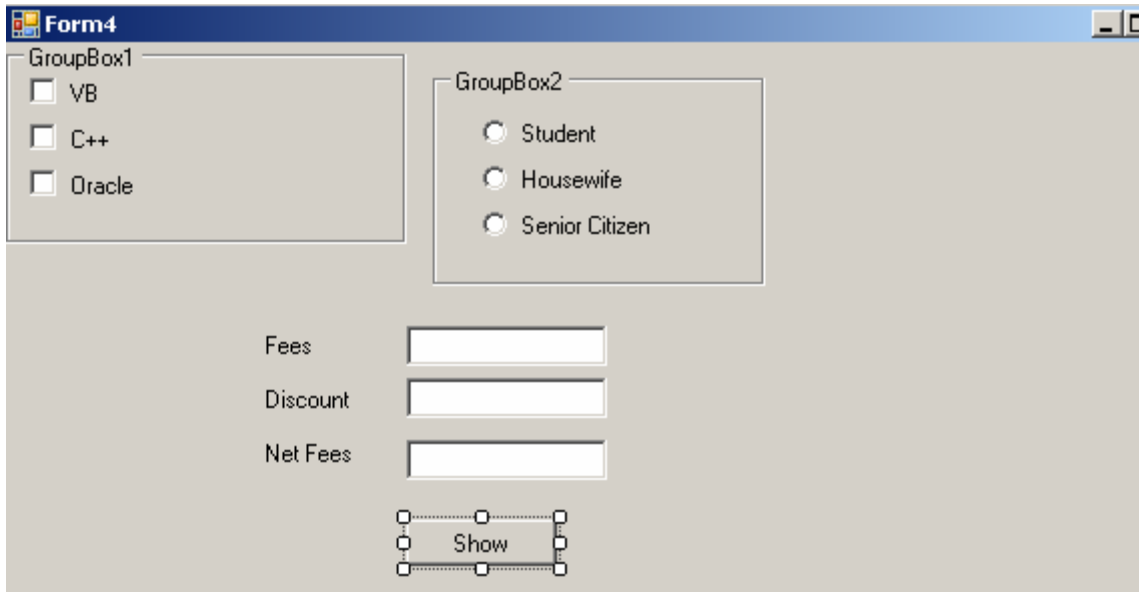 Form4
GroupBox1
VB
C++
Oracle
GroupBox2
Student
Housewife
Senior Citizen
Fees
Discount
Net Fees
Show